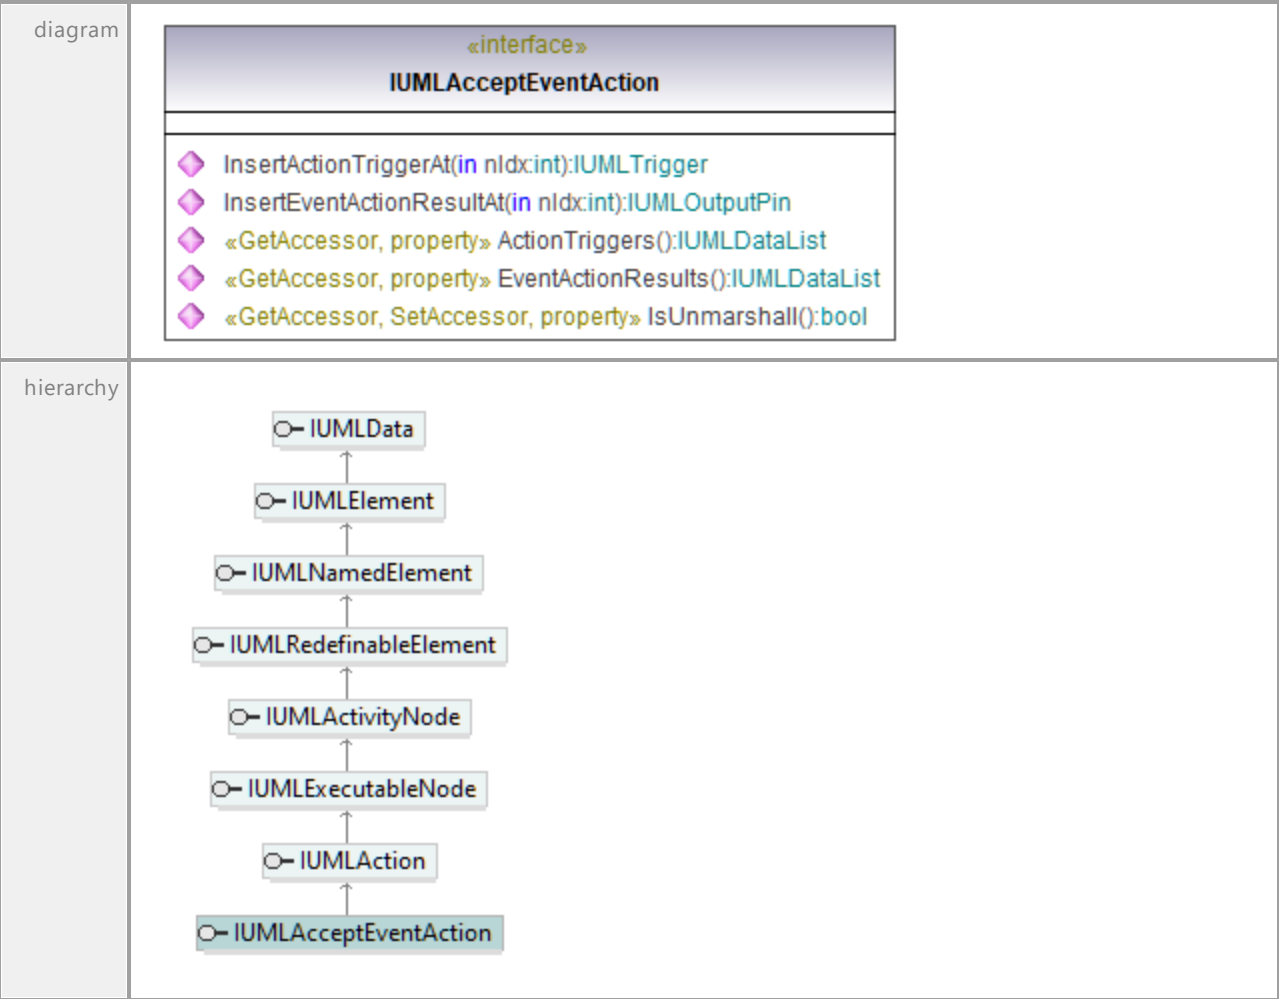 diagram
«interface»
IUMLAcceptEventAction
InsertActionTriggerAt(in nIdx:int):IUMLTrigger
InsertEventActionResultAt(in nIdx:int):IUMLOutputPin
«GetAccessor, property» ActionTriggers():IUMLDataList
«GetAccessor, property» EventActionResults():IUMLDataList
«GetAccessor, SetAccessor, property» IsUnmarshall():bool
hierarchy
IUMLData
IUMLElement
IUMLNamedElement
IUMLRedefinableElement
IUMLActivityNode
IUMLExecutableNode
IUMLAction
IUMLAcceptEventAction